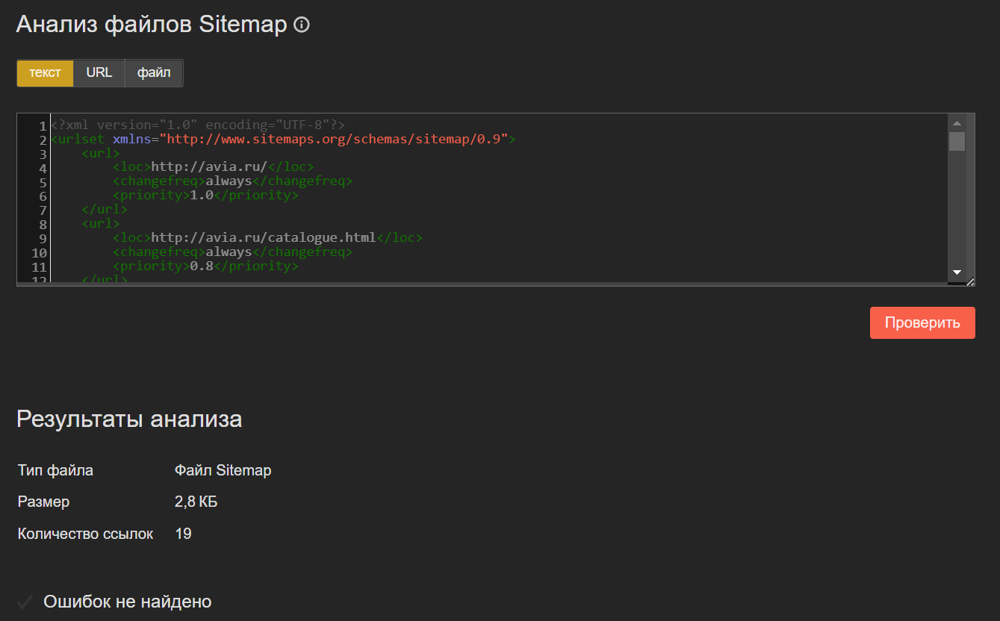 Анализ файлов Sitemap
текст URL файл
1 <?xml version="1.0" encoding="UTF-8"?>
2 <urlset xmlns="http://www.sitemaps.org/schemas/sitemap/0.9">
3 <url>
4 <loc>http://avia.ru/</loc>
5 <changefreq>always</changefreq>
6 <priority>1.0</priority>
7 </url>
8 <url>
9 <loc>http://avia.ru/catalogue.html</loc>
10 <changefreq>always</changefreq>
11 <priority>0.8</priority>
12 </url>
Проверить
Результаты анализа
Тип файла Файл Sitemap
Размер 2,8 КБ
Количество ссылок 19
Ошибок не найдено